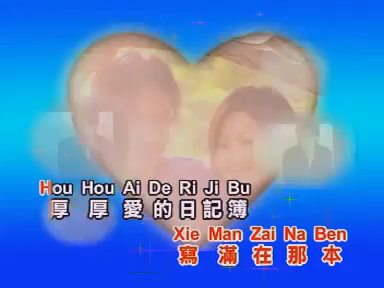 Hou Hou Ai De Ri Ji Bu
厚 厚 愛 的 日 記 簿
Xie Man Zai Na Ben
寫 滿 在 那 本